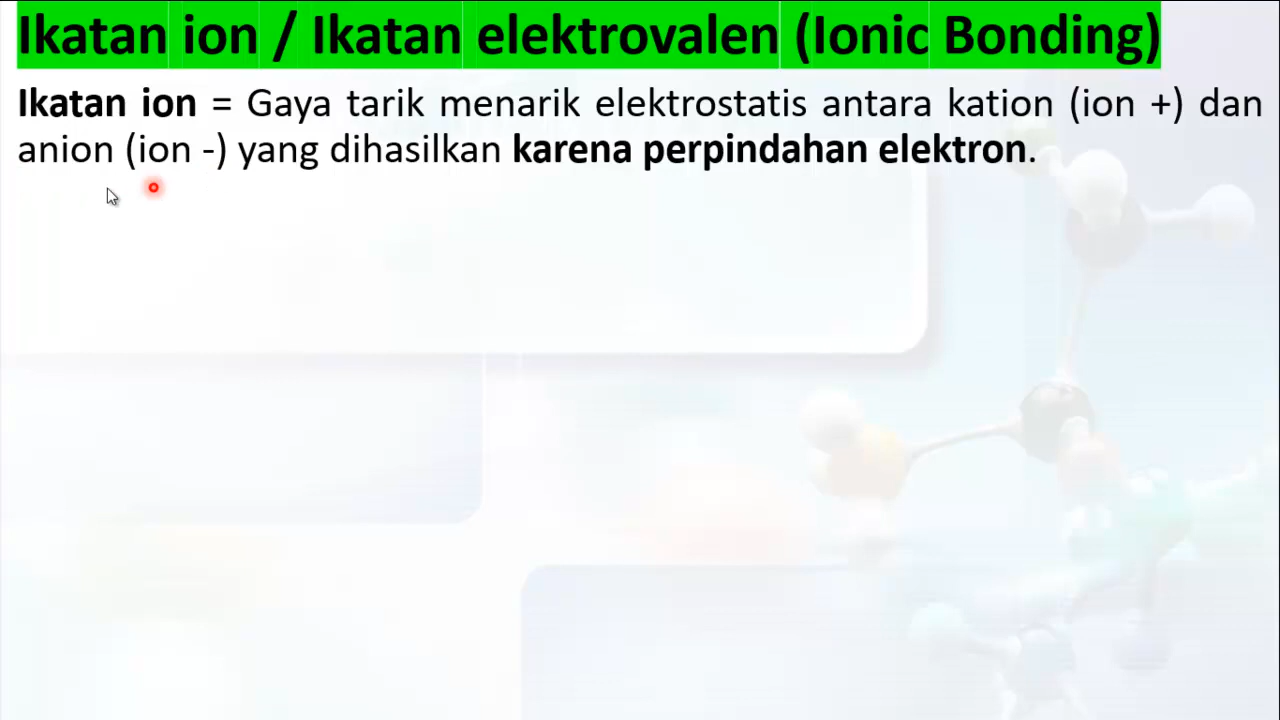 Ikatan ion / Ikatan elektrovalen (Ionic Bonding)
Ikatan ion = Gaya tarik menarik elektrostatis antara kation (ion +) dan
anion (ion -) yang dihasilkan karena perpindahan elektron.